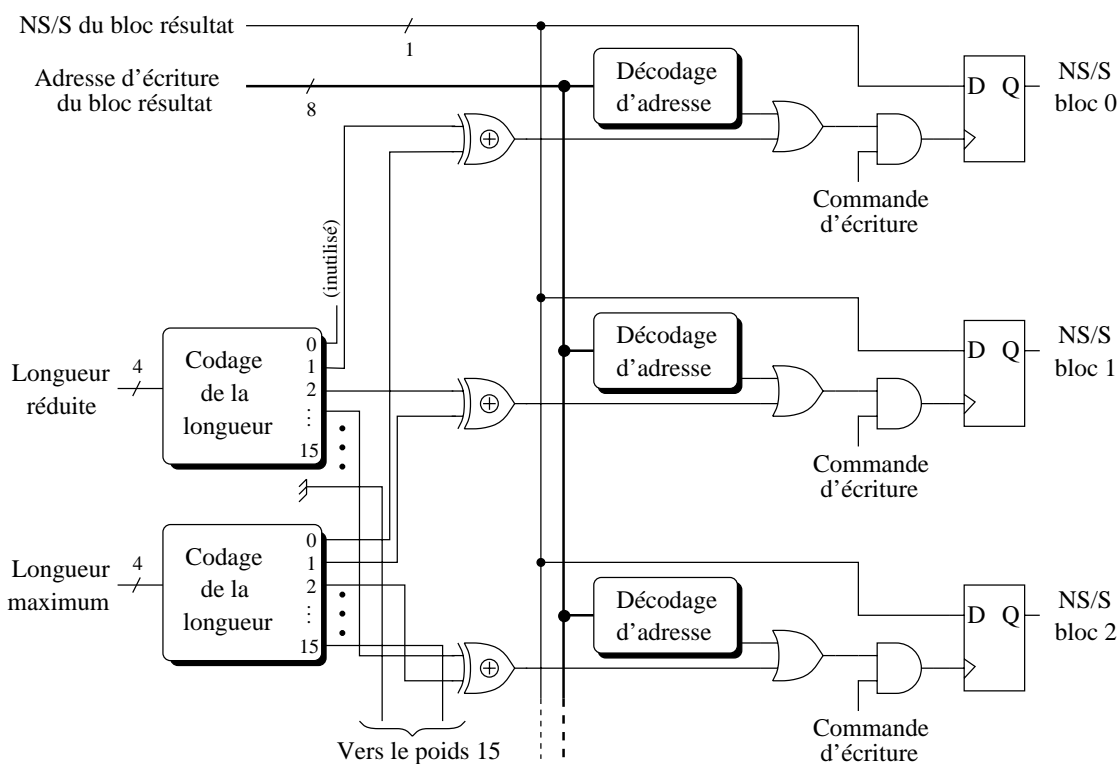 NS/S du bloc résultat
1
Adresse d'écriture
du bloc résultat
8
Décodage
d'adresse
D Q
NS/S
bloc 0
Commande
d'écriture
(inutilisé)
Longueur
réduite
4
Codage
de la
longueur
0
1
2
...
15
Décodage
d'adresse
D Q
NS/S
bloc 1
Commande
d'écriture
Longueur
maximum
4
Codage
de la
longueur
0
1
2
...
15
Décodage
d'adresse
D Q
NS/S
bloc 2
Commande
d'écriture
Vers le poids 15